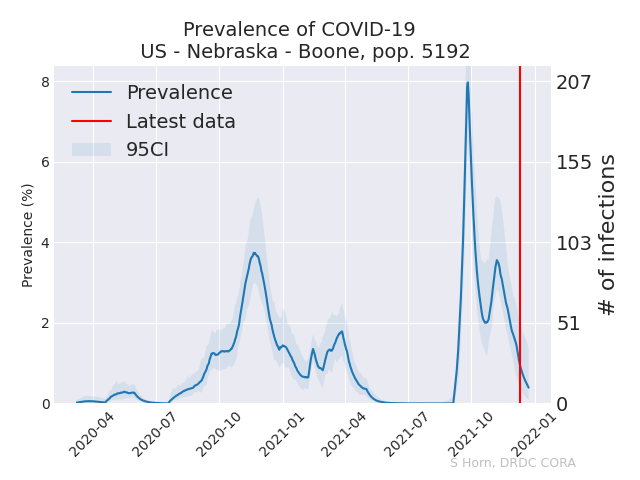 Prevalence of COVID-19
US - Nebraska - Boone, pop. 5192
Prevalence
Latest data
95CI
Prevalence (%)
8
6
4
2
0
207
155
103
51
0
# of infections
2020-04
2020-07
2020-10
2021-01
2021-04
2021-07
2021-10
2022-01
S Horn, DRDC CORA